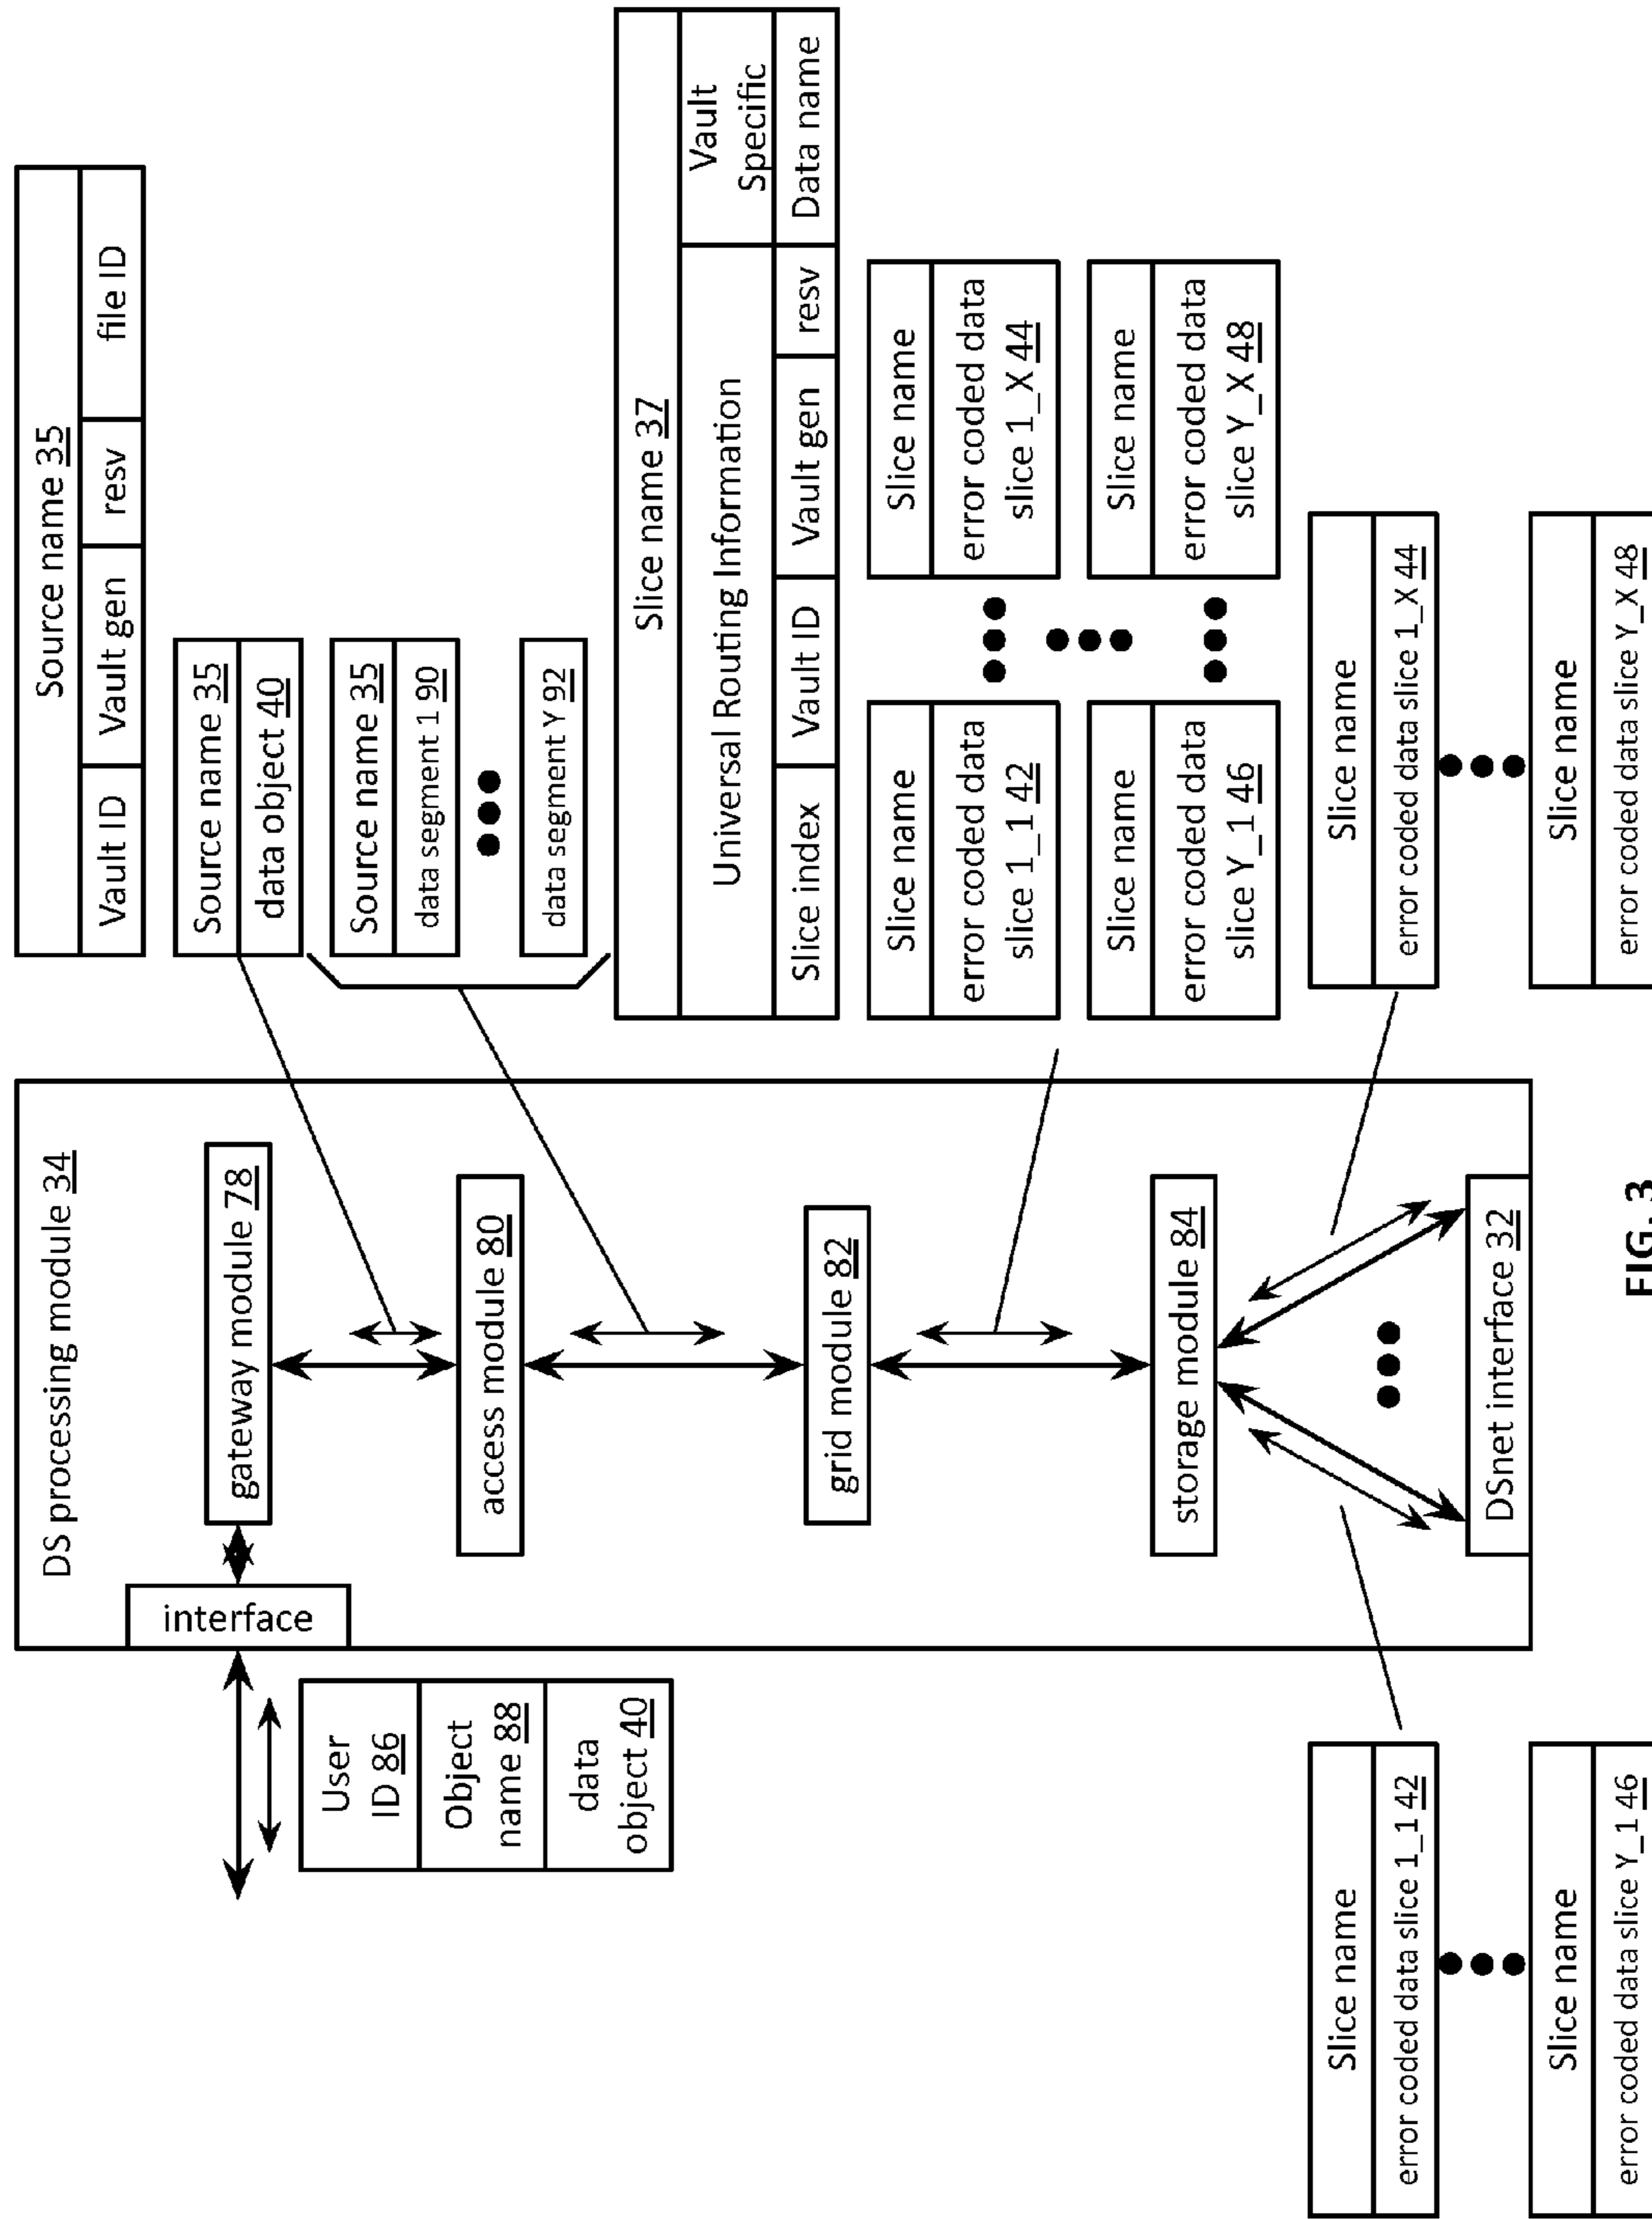 DS processing module 34
interface
gateway module 78
access module 80
grid module 82
storage module 84
DSnet interface 32
User
ID 86
Object
name 88
data
object 40
Source name 35
Vault ID
Vault gen
resv
file ID
Source name 35
data object 40
Source name 35
data segment 1 90
data segment Y 92
Slice name 37
Universal Routing Information
Vault
Specific
Slice index
Vault ID
Vault gen
resv
Data name
Slice name
error coded data
slice 1_1 42
Slice name
error coded data
slice 1_X 44
Slice name
error coded data
slice Y_1 46
Slice name
error coded data
slice Y_X 48
Slice name
error coded data slice 1_1 42
Slice name
error coded data slice Y_1 46
Slice name
error coded data slice 1_X 44
Slice name
error coded data slice Y_X 48
FIG. 3